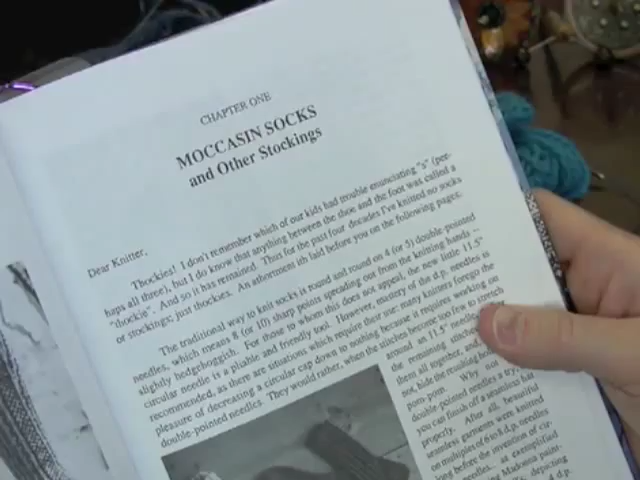 CHAPTER ONE
MOCCASIN SOCKS
and Other Stockings
Dear Knitter,
Thockies! I don't remember which of our kids had trouble enunciating "s" (per-
haps all three), but I do know that anything between the thoe and the foot was called a
"thockie". And so it has remained. Thus for the past four decades I've knitted no socks
or stockings; just thockies. An athortment ith laid before you on the following pages.
The traditional way to knit socks is round and round on 4 (or 5) double-pointed
needles, which means 8 (or 10) sharp points spreading out from the knitting hands --
slightly hedgehoggish. For those to whom this does not appeal, the new little 11.5"
circular needle is a pliable and friendly tool. However, mastery of the d.p. needles is
recommended, as there are situations which require their use; many knitters forego the
pleasure of decreasing a circular cap down to nothing because it requires working on
double-pointed needles. They would rather, when the stitches become too few to stretch
around an 11.5" needle,
the remaining stitches
them all together,
not, hide the resulting
pom-pom. Why
double-pointed needles a try,
you can finish off a seamless hat
properly. After all, beautiful
seamless garments were knitted
on multiples of 6 to 8 d.p. needles
long before the invention of cir-
needles, as exemplified
Madonna paint-
depicting
d.p.